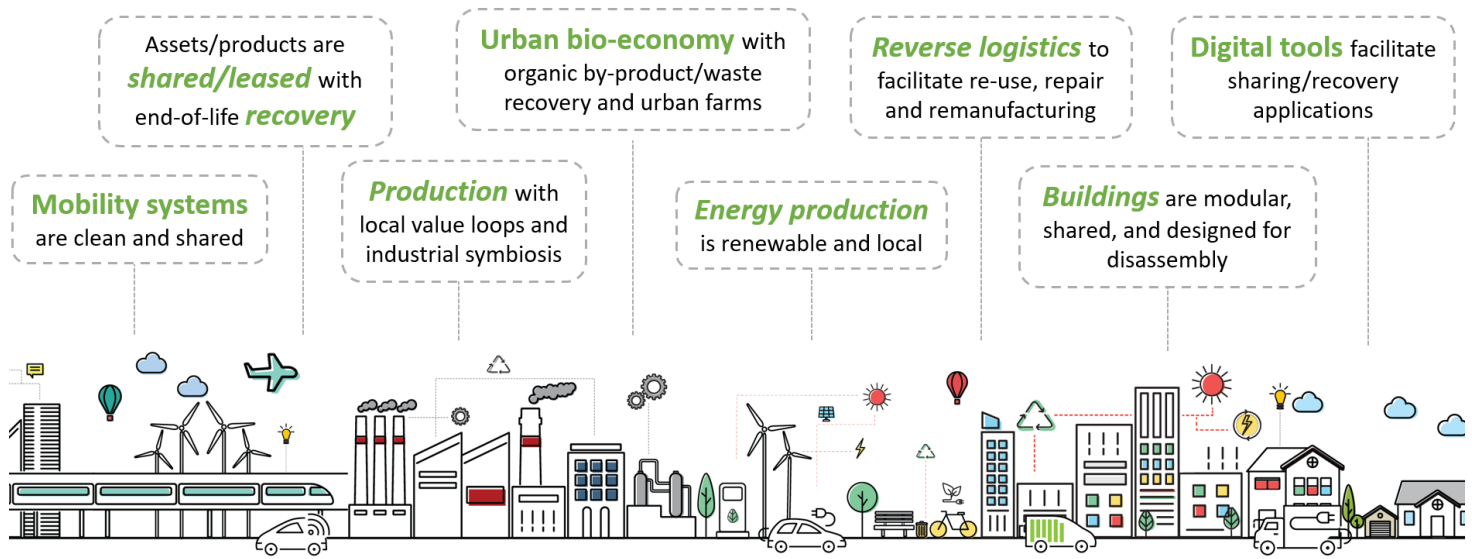 Assets/products are
shared/leased with
end-of-life recovery
Urban bio-economy with
organic by-product/waste
recovery and urban farms
Reverse logistics to
facilitate re-use, repair
and remanufacturing
Digital tools facilitate
sharing/recovery
applications
Mobility systems
are clean and shared
Production with
local value loops and
industrial symbiosis
Energy production
is renewable and local
Buildings are modular,
shared, and designed for
disassembly